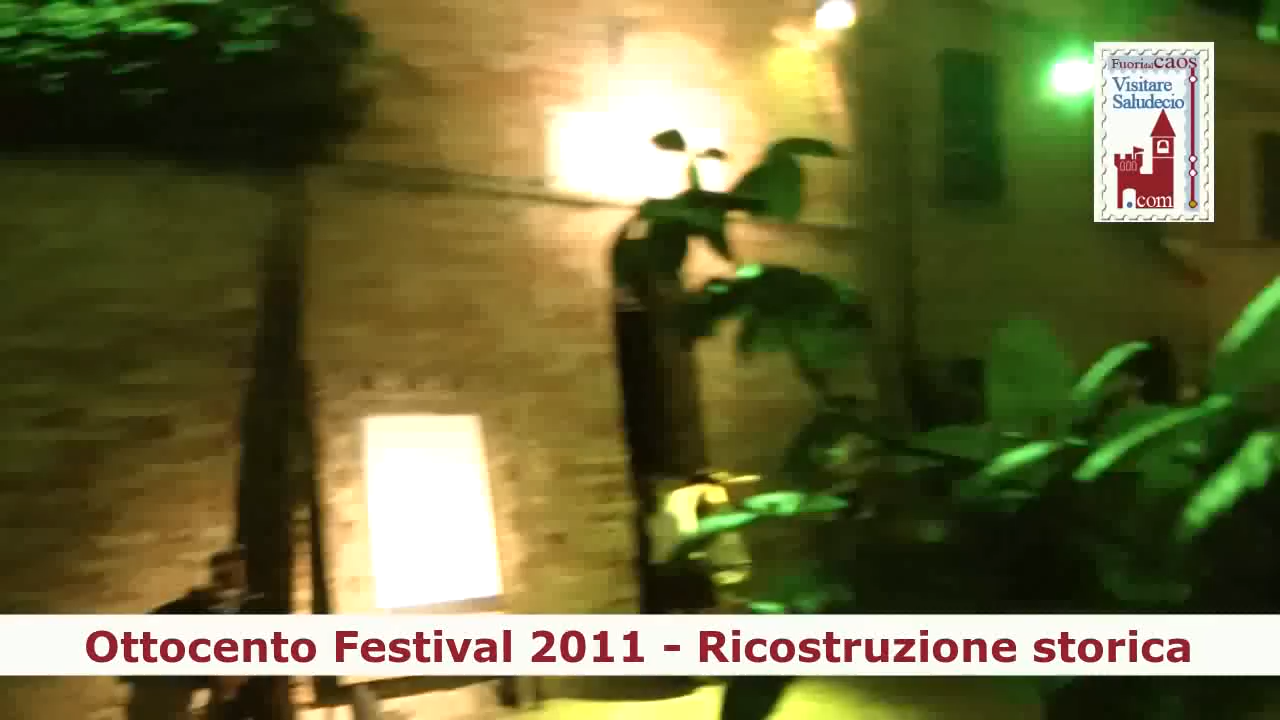 Fuori dal caos
Visitare
Saludecio
.com
Ottocento Festival 2011 - Ricostruzione storica